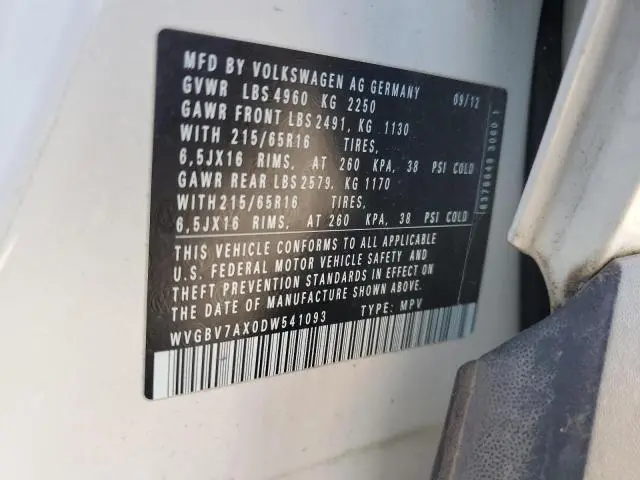 MFD BY VOLKSWAGEN AG GERMANY 09/12
GVWR LBS 4960 KG 2250
GAWR FRONT LBS 2491, KG 1130
WITH 215/65R16 TIRES,
6,5JX16 RIMS, AT 260 KPA, 38 PSI COLD
GAWR REAR LBS 2579, KG 1170
WITH 215/65R16 TIRES,
6,5JX16 RIMS, AT 260 KPA, 38 PSI COLD
THIS VEHICLE CONFORMS TO ALL APPLICABLE
U.S. FEDERAL MOTOR VEHICLE SAFETY AND
THEFT PREVENTION STANDARDS IN EFFECT ON
THE DATE OF MANUFACTURE SHOWN ABOVE
WVGBV7AX0DW541093 TYPE: MPV